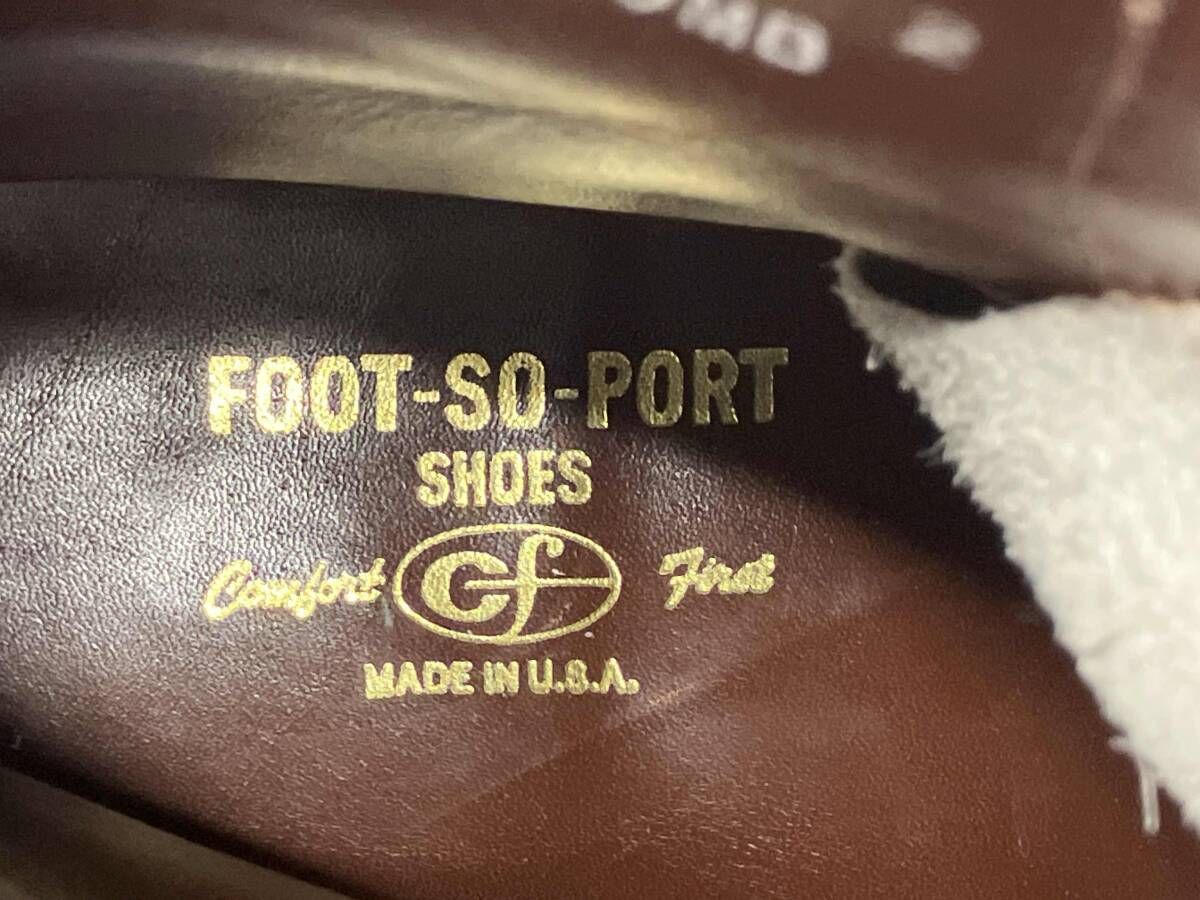 FOOT-SO-PORT
SHOES
Comfort Cf First
MADE IN U.S.A.